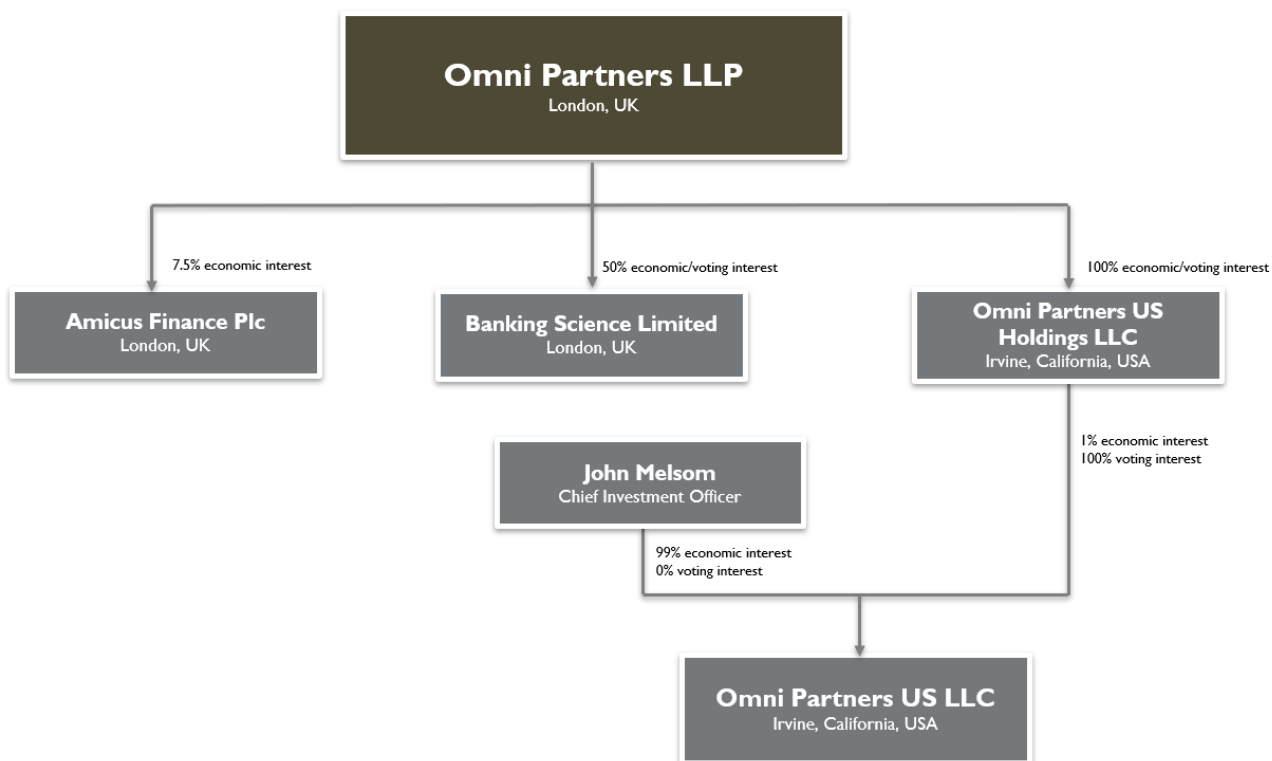 Omni Partners LLP
London, UK
7.5% economic interest
50% economic/voting interest
100% economic/voting interest
Amicus Finance Plc
London, UK
Banking Science Limited
London, UK
Omni Partners US
Holdings LLC
Irvine, California, USA
1% economic interest
100% voting interest
John Melsom
Chief Investment Officer
99% economic interest
0% voting interest
Omni Partners US LLC
Irvine, California, USA